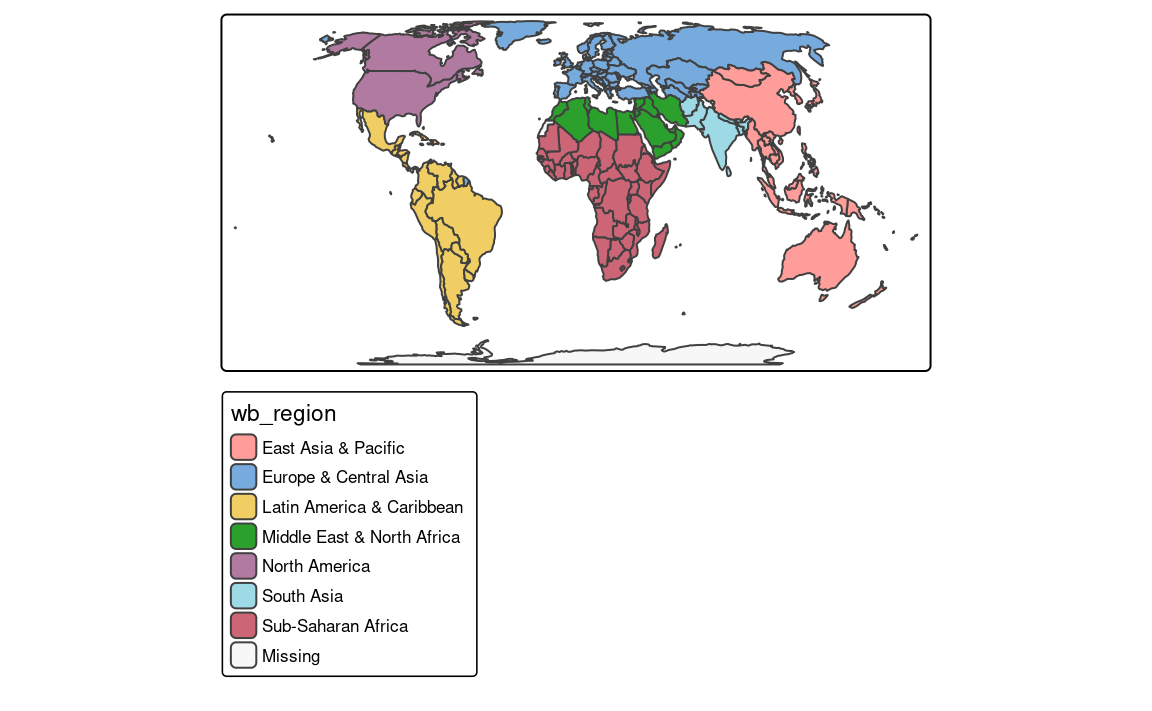 wb_region
East Asia & Pacific
Europe & Central Asia
Latin America & Caribbean
Middle East & North Africa
North America
South Asia
Sub-Saharan Africa
Missing